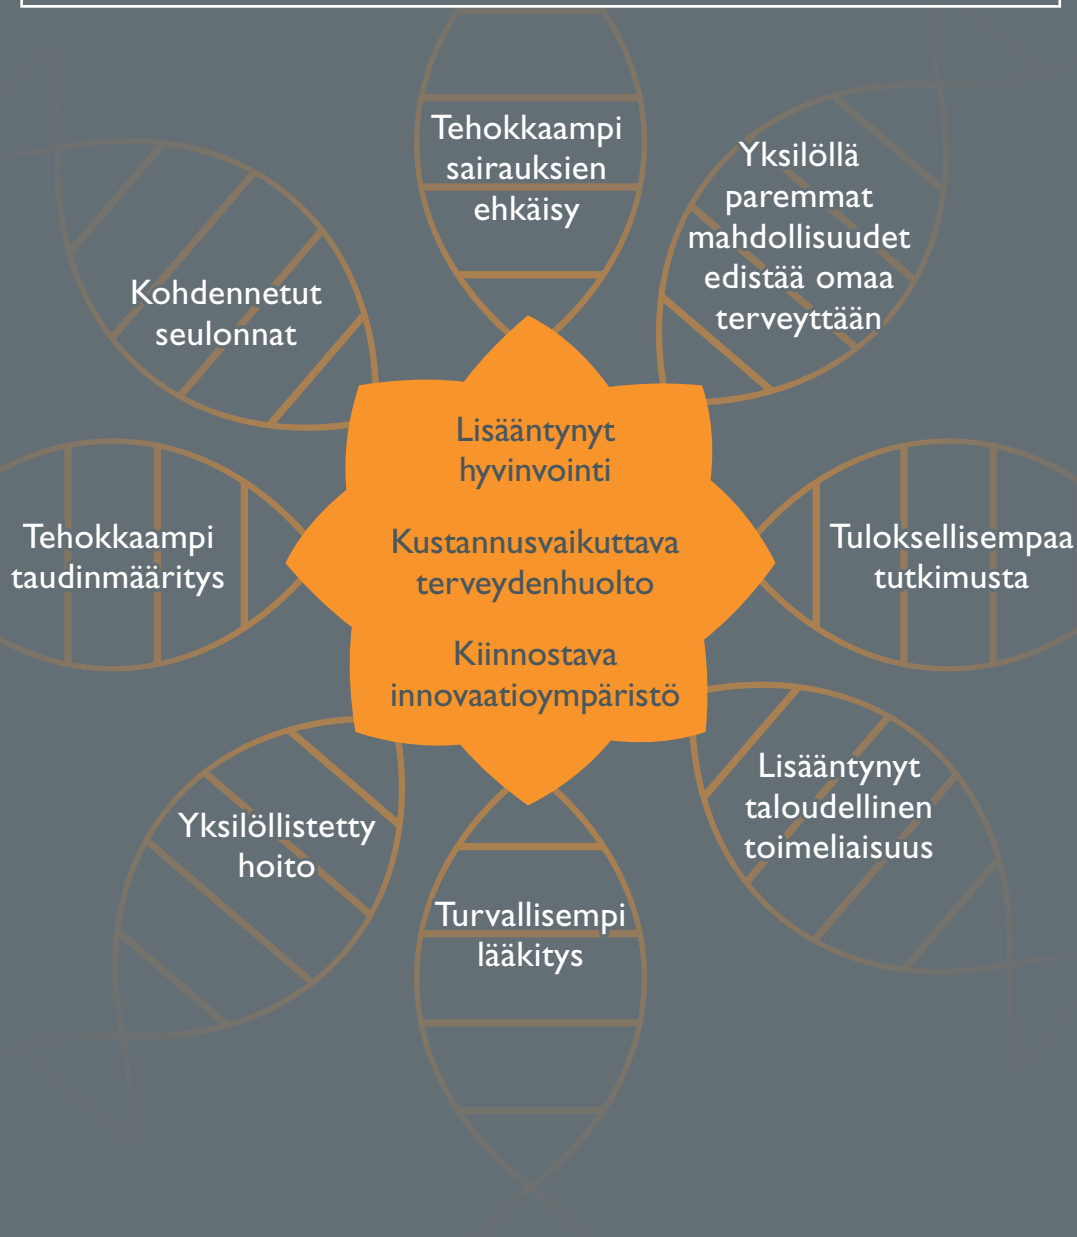 Tehokkaampi
sairauksien
ehkäisy
Yksilöllä
paremmat
mahdollisuudet
edistää omaa
terveyttään
Kohdennetut
seulonnat
Lisääntynyt
hyvinvointi
Kustannusvaikuttava
terveydenhuolto
Kiinnostava
innovaatioympäristö
Tehokkaampi
taudinmääritys
Tuloksellisempaa
tutkimusta
Lisääntynyt
taloudellinen
toimeliaisuus
Yksilöllistetty
hoito
Turvallisempi
lääkitys